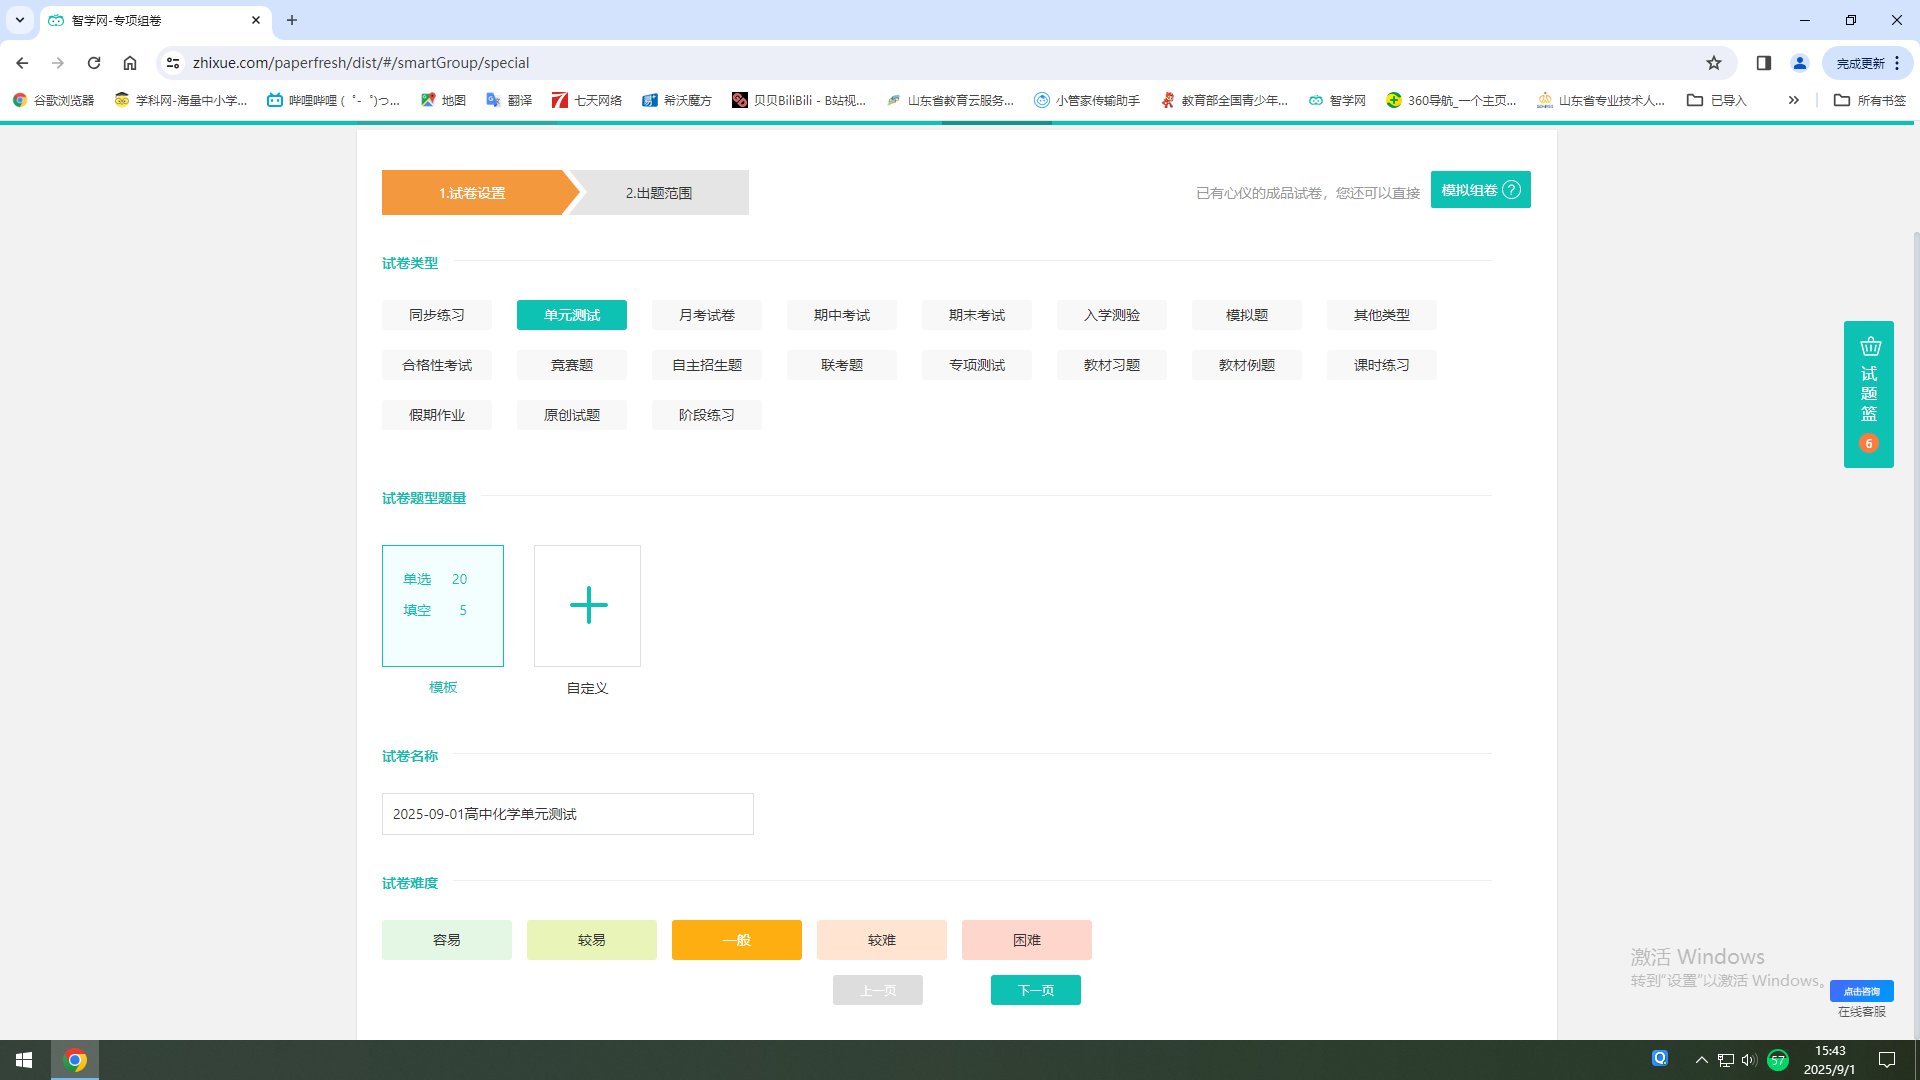 智学网-专项组卷
zhixue.com/paperfresh/dist/#/smartGroup/special
完成更新
谷歌浏览器
学科网-海量中小学...
哔哩哔哩 (゜-゜)つ...
地图
翻译
七天网络
希沃魔方
贝贝BiliBili - B站视...
山东省教育云服务...
小管家传输助手
教育部全国青少年...
智学网
360导航_一个主页...
山东省专业技术人...
已导入
所有书签
1.试卷设置
2.出题范围
已有心仪的成品试卷，您还可以直接
模拟组卷 ?
试卷类型
同步练习 单元测试 月考试卷 期中考试 期末考试 入学测验 模拟题 其他类型
合格性考试 竞赛题 自主招生题 联考题 专项测试 教材习题 教材例题 课时练习
假期作业 原创试题 阶段练习
试题篮
6
试卷题型题量
单选 20
填空 5
模板
自定义
试卷名称
2025-09-01高中化学单元测试
试卷难度
容易 较易 一般 较难 困难
上一页 下一页
激活 Windows
转到“设置”以激活 Windows。
点击咨询
在线客服
57
15:43
2025/9/1